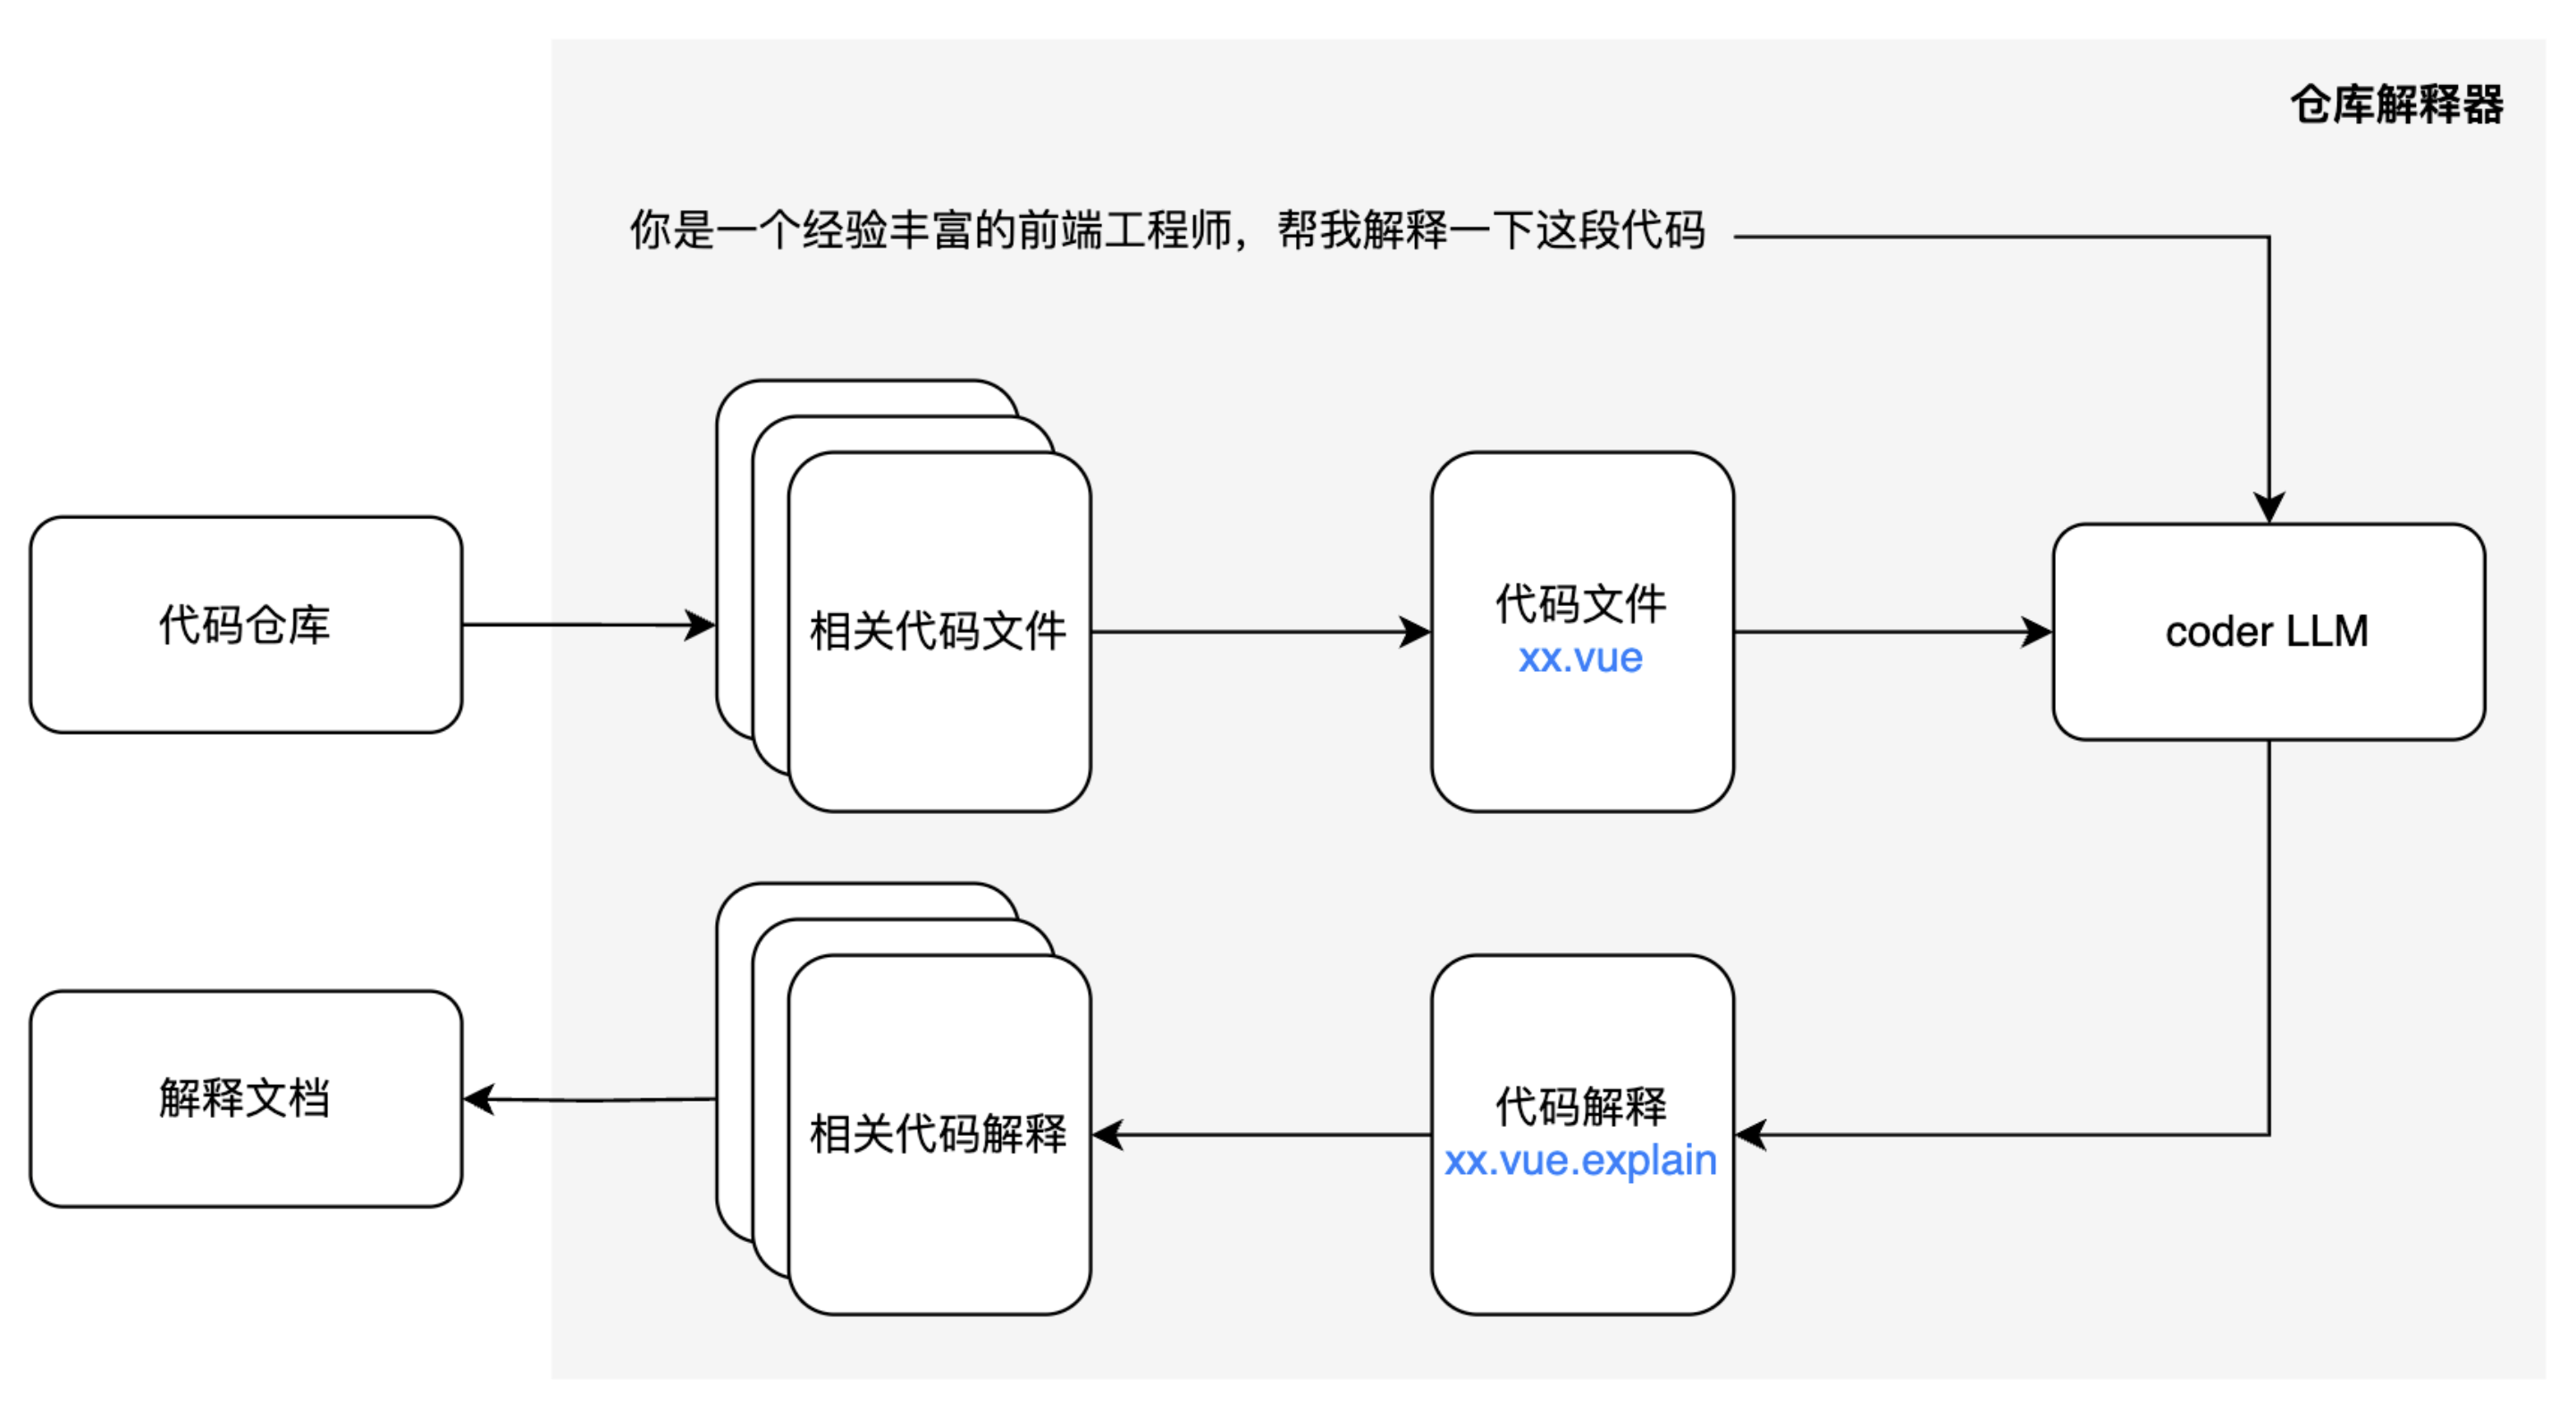 仓库解释器
你是一个经验丰富的前端工程师，帮我解释一下这段代码
代码仓库
相关代码文件
代码文件
xx.vue
coder LLM
解释文档
相关代码解释
代码解释
xx.vue.explain